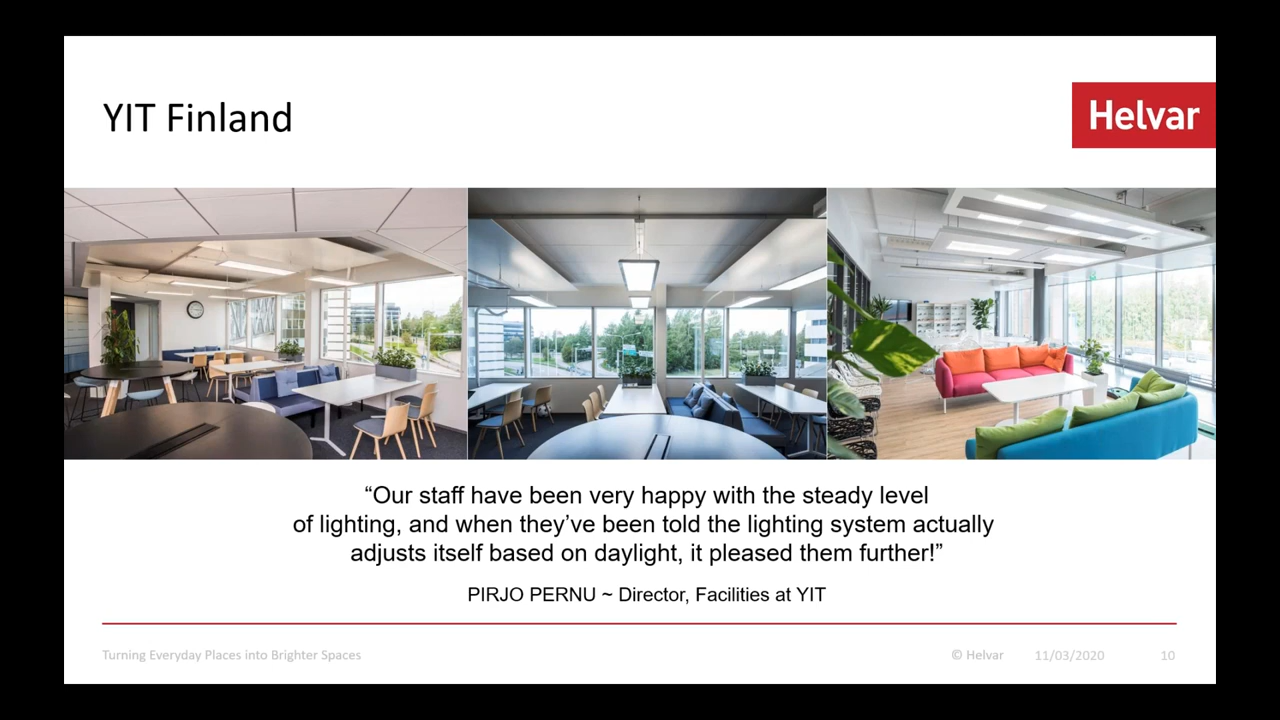 YIT Finland
Helvar
“Our staff have been very happy with the steady level
of lighting, and when they’ve been told the lighting system actually
adjusts itself based on daylight, it pleased them further!”
PIRJO PERNU ~ Director, Facilities at YIT
Turning Everyday Places into Brighter Spaces
© Helvar 11/03/2020 10